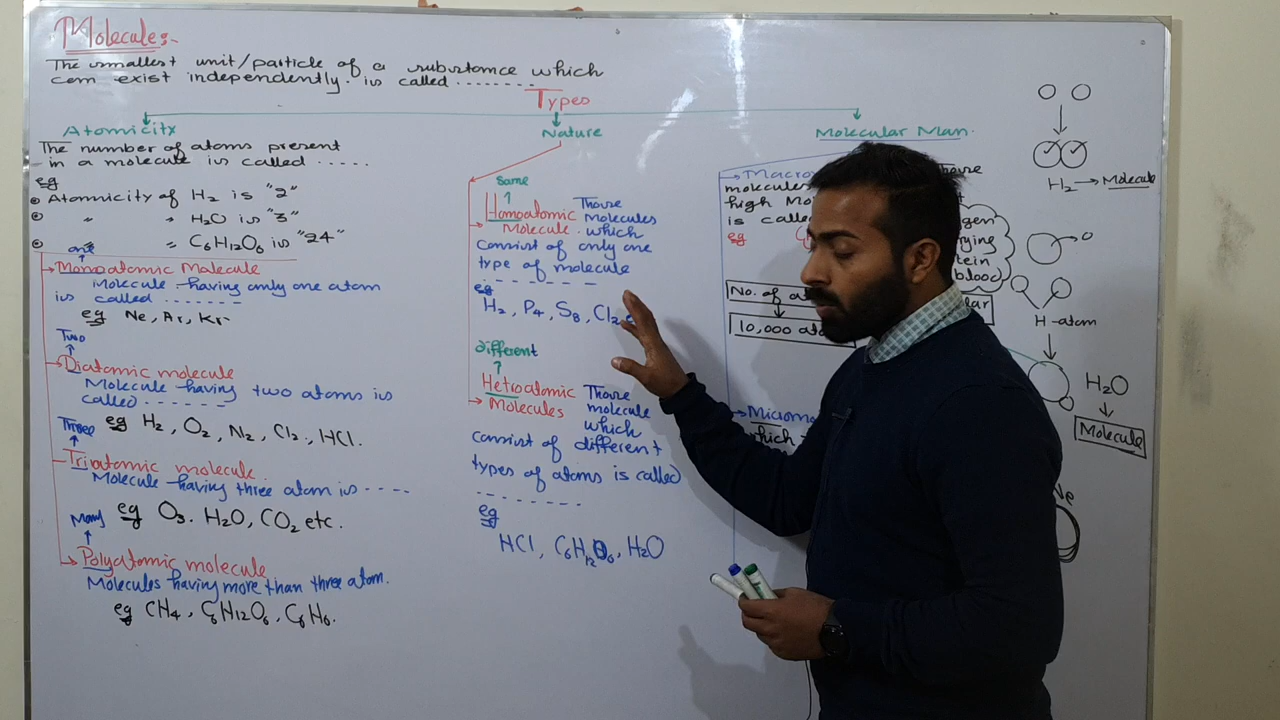 Molecules.
The smallest unit/particle of a substance which
can exist independently. is called --------
Types
Atomicity
The number of atoms present
in a molecule is called .....
eg
Atomnicity of H₂ is "2"
" " H₂O is "3"
" = C₆H₁₂O₆ is "24"
one
Monoatomic Molecule
Molecule having only one atom
is called -------
eg Ne, Ar, Kr
Two
Diatomic molecule
Molecule having two atoms is
called ------
eg H₂, O₂, N₂, Cl₂, HCl.
Three
Triatomic molecule.
Molecule having three atom is ----
eg O₃. H₂O, CO₂ etc.
Many
Polyatomic molecule
Molecules having more than three atom.
eg CH₄, C₆H₁₂O₆, C₆H₆.
Nature
Same
Homoatomic
Molecule.
Those
Molecules
which
consist of only one
type of molecule
-------
eg
H₂, P₄, S₈, Cl₂
different
Hetroatomic
Molecules
Those
molecule
which
consist of different
types of atoms is called
--------
eg
HCl, C₆H₁₂O₆, H₂O
Molecular Man.
Macro
molecules
high Mo
is calle
eg
No. of at
10,000 ato
Microm
which
H₂ → Molecule
H-atom
H₂O
Molecule